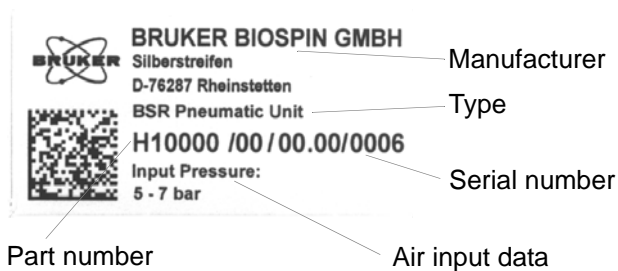 BRUKER
BRUKER BIOSPIN GMBH
Silberstreifen
D-76287 Rheinstetten
BSR Pneumatic Unit
H10000 /00 / 00.00/0006
Input Pressure:
5 - 7 bar
Manufacturer
Type
Serial number
Part number
Air input data